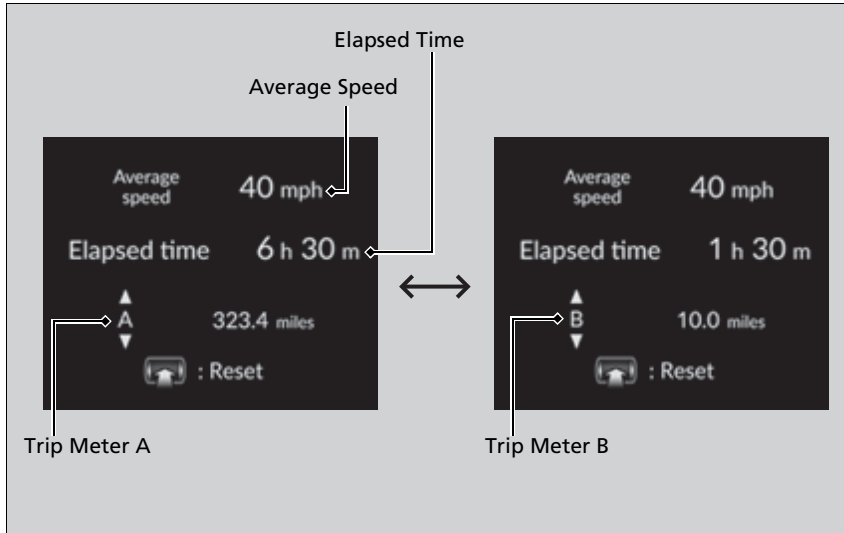 Elapsed Time
Average Speed
Average
speed
40 mph
Elapsed time 6 h 30 m
A 323.4 miles
: Reset
Trip Meter A
Average
speed
40 mph
Elapsed time 1 h 30 m
B 10.0 miles
: Reset
Trip Meter B